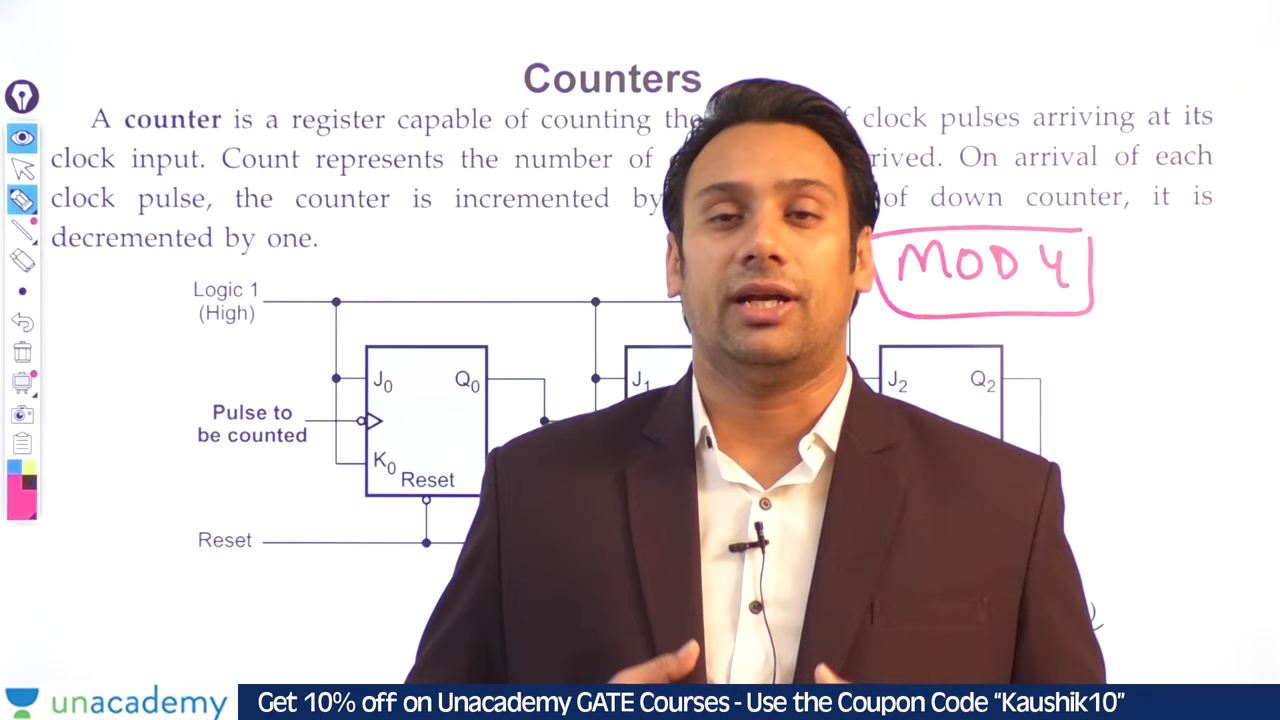 Counters
A counter is a register capable of counting the of clock pulses arriving at its
clock input. Count represents the number of On arrival of each
clock pulse, the counter is incremented by of down counter, it is
decremented by one.
MOD 4
Logic 1
(High)
J0 Q0
J1
J2 Q2
Pulse to
be counted
K0
Reset
Reset
unacademy
Get 10% off on Unacademy GATE Courses - Use the Coupon Code “Kaushik10”